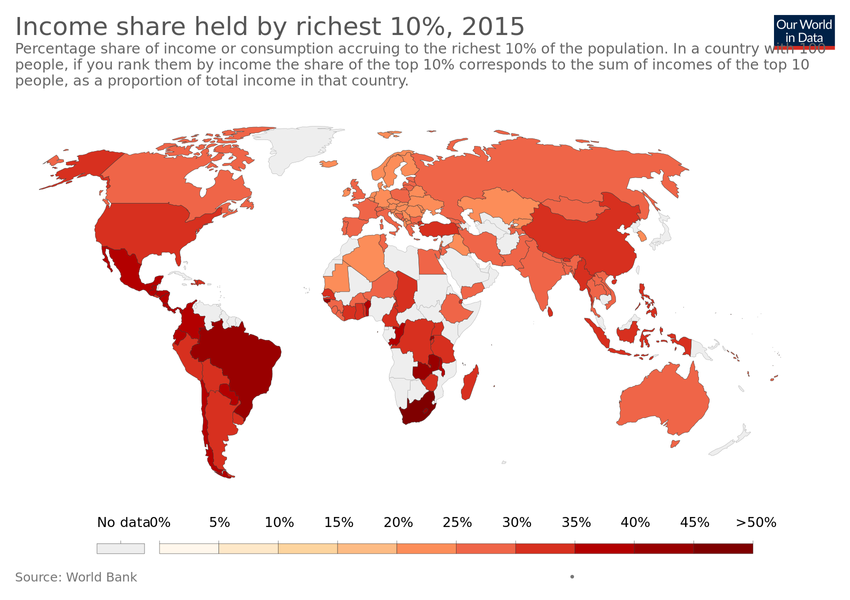 Income share held by richest 10%, 2015
Our World
in Data
Percentage share of income or consumption accruing to the richest 10% of the population. In a country with 100
people, if you rank them by income the share of the top 10% corresponds to the sum of incomes of the top 10
people, as a proportion of total income in that country.
No data 0% 5% 10% 15% 20% 25% 30% 35% 40% 45% >50%
Source: World Bank